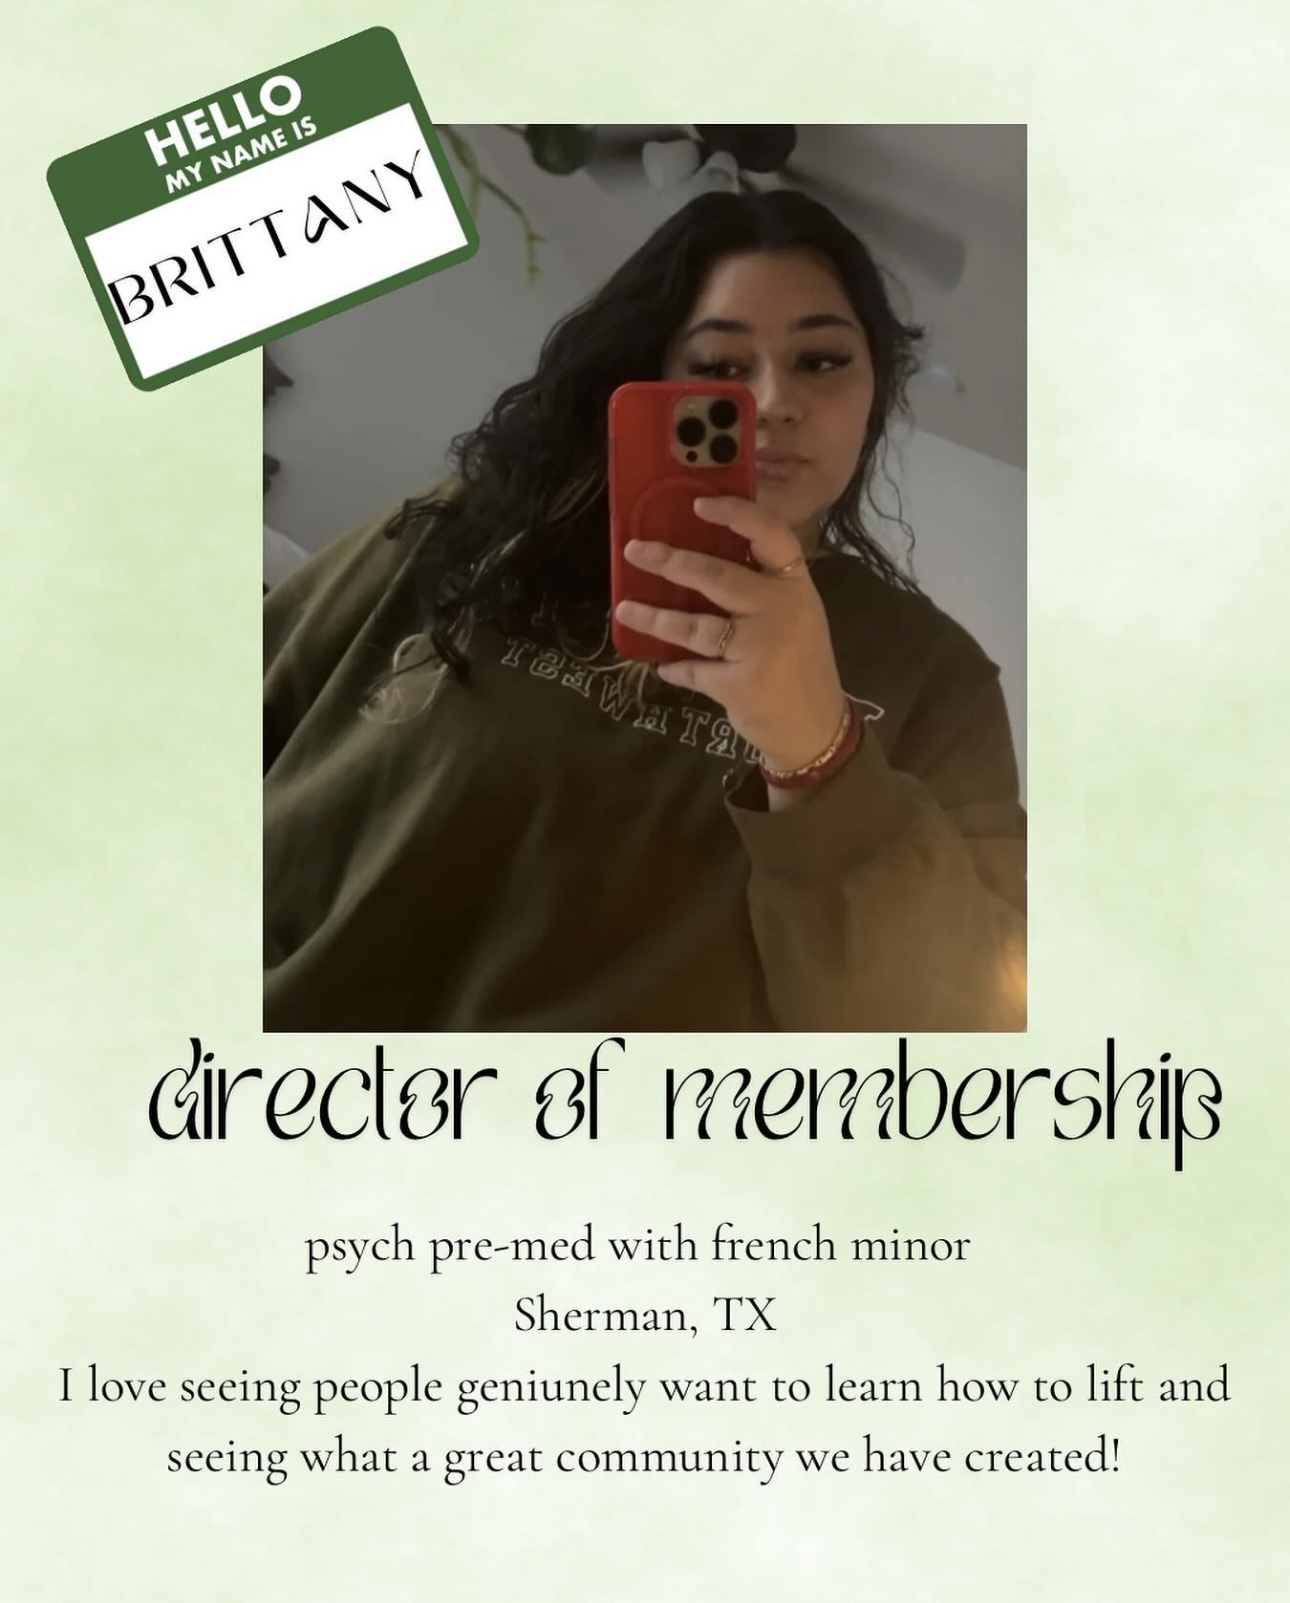 HELLO
MY NAME IS
BRITTANY
director of membership
psych pre-med with french minor
Sherman, TX
I love seeing people geniunely want to learn how to lift and
seeing what a great community we have created!